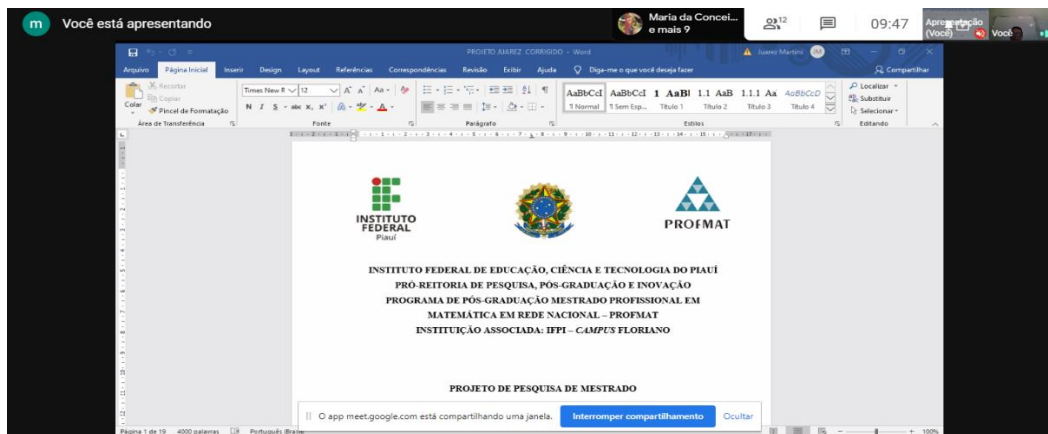 m Você está apresentando
Maria da Concei...
e mais 9
12
09:47
Apresentação
(Você)
Você
PROJETO JUAREZ CORRIGIDO - Word
Juarez Martins
JM
Arquivo Página Inicial Inserir Design Layout Referências Correspondências Revisão Exibir Ajuda Diga-me o que você deseja fazer
Compartilhar
Colar
Recortar
Copiar
Pincel de Formatação
Área de Transferência
Times New R 12
N I S abc
Fonte
Parágrafo
AaBbCcI AaBbCcI 1 AaBl 1.1 AaB 1.1.1 Aa AaBbCcD
¶ Normal ¶ Sem Esp... Título 1 Título 2 Título 3 Título 4
Estilos
Localizar
Substituir
Selecionar
Editando
INSTITUTO
FEDERAL
Piauí
PROFMAT
INSTITUTO FEDERAL DE EDUCAÇÃO, CIÊNCIA E TECNOLOGIA DO PIAUÍ
PRÓ-REITORIA DE PESQUISA, PÓS-GRADUAÇÃO E INOVAÇÃO
PROGRAMA DE PÓS-GRADUAÇÃO MESTRADO PROFISSIONAL EM
MATEMÁTICA EM REDE NACIONAL – PROFMAT
INSTITUIÇÃO ASSOCIADA: IFPI – CAMPUS FLORIANO
PROJETO DE PESQUISA DE MESTRADO
O app meet.google.com está compartilhando uma janela. Interromper compartilhamento Ocultar
Página 1 de 19 4000 palavras Português (Brasil) 100%